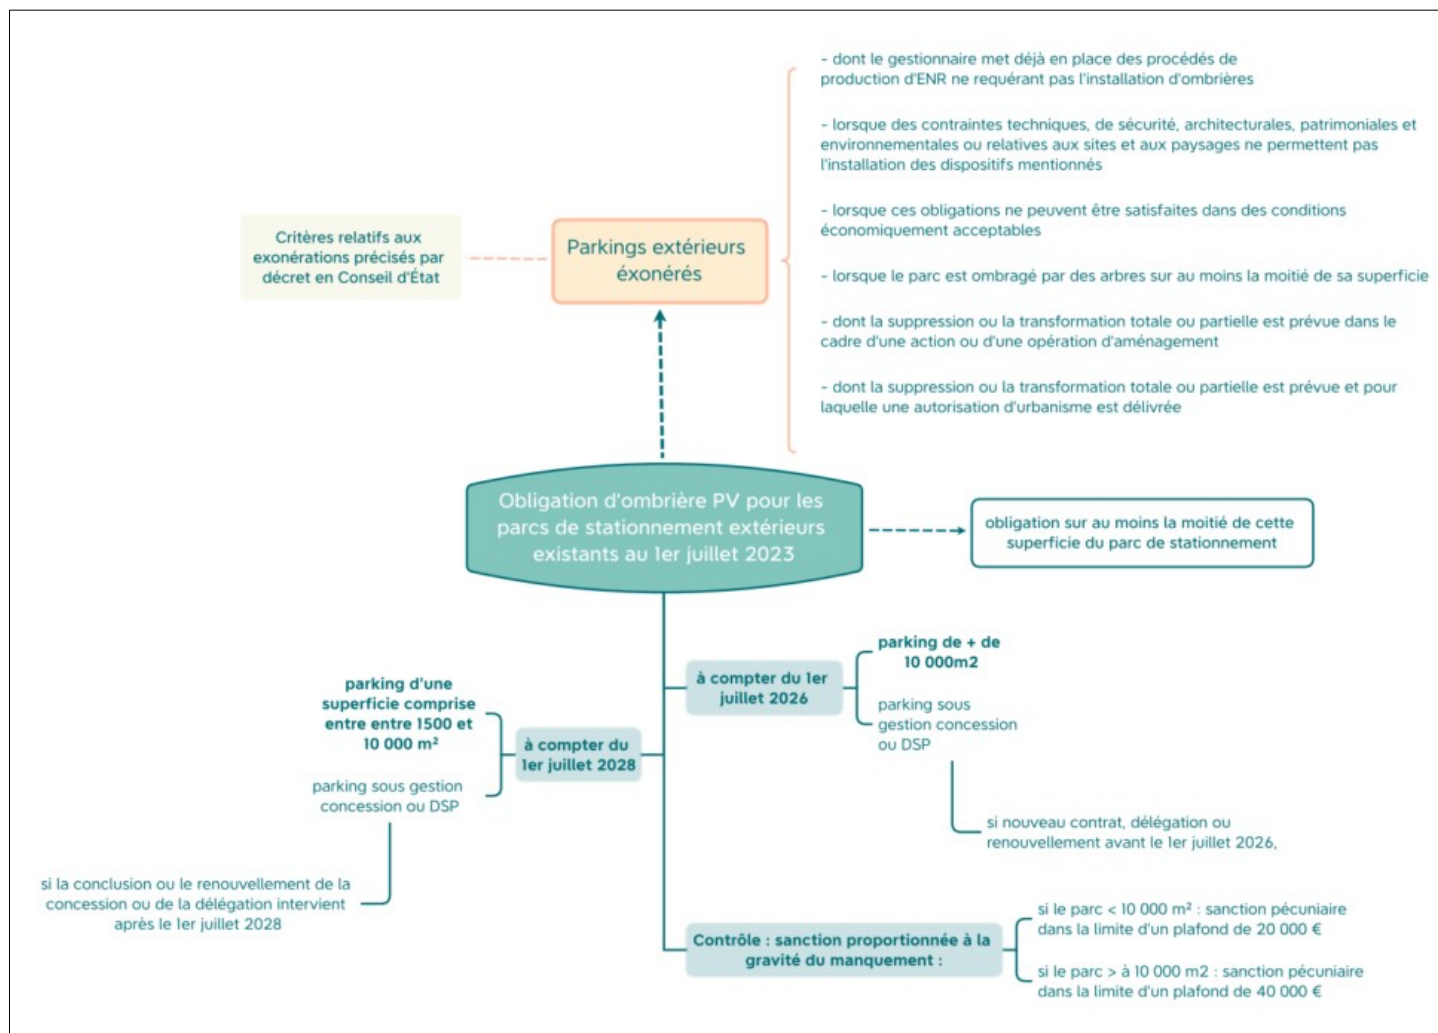 - dont le gestionnaire met déjà en place des procédés de
production d'ENR ne requérant pas l'installation d'ombrières
- lorsque des contraintes techniques, de sécurité, architecturales, patrimoniales et
environnementales ou relatives aux sites et aux paysages ne permettent pas
l'installation des dispositifs mentionnés
- lorsque ces obligations ne peuvent être satisfaites dans des conditions
économiquement acceptables
- lorsque le parc est ombragé par des arbres sur au moins la moitié de sa superficie
- dont la suppression ou la transformation totale ou partielle est prévue dans le
cadre d'une action ou d'une opération d'aménagement
- dont la suppression ou la transformation totale ou partielle est prévue et pour
laquelle une autorisation d'urbanisme est délivrée
Critères relatifs aux
exonérations précisés par
décret en Conseil d'État
Parkings extérieurs
éxonérés
Obligation d'ombrière PV pour les
parcs de stationnement extérieurs
existants au 1er juillet 2023
obligation sur au moins la moitié de cette
superficie du parc de stationnement
à compter du 1er
juillet 2026
parking de + de
10 000m2
parking sous
gestion concession
ou DSP
si nouveau contrat, délégation ou
renouvellement avant le 1er juillet 2026,
parking d'une
superficie comprise
entre entre 1500 et
10 000 m²
à compter du
1er juillet 2028
parking sous gestion
concession ou DSP
si la conclusion ou le renouvellement de la
concession ou de la délégation intervient
après le 1er juillet 2028
Contrôle : sanction proportionnée à la
gravité du manquement :
si le parc < 10 000 m² : sanction pécuniaire
dans la limite d'un plafond de 20 000 €
si le parc > à 10 000 m2 : sanction pécuniaire
dans la limite d'un plafond de 40 000 €